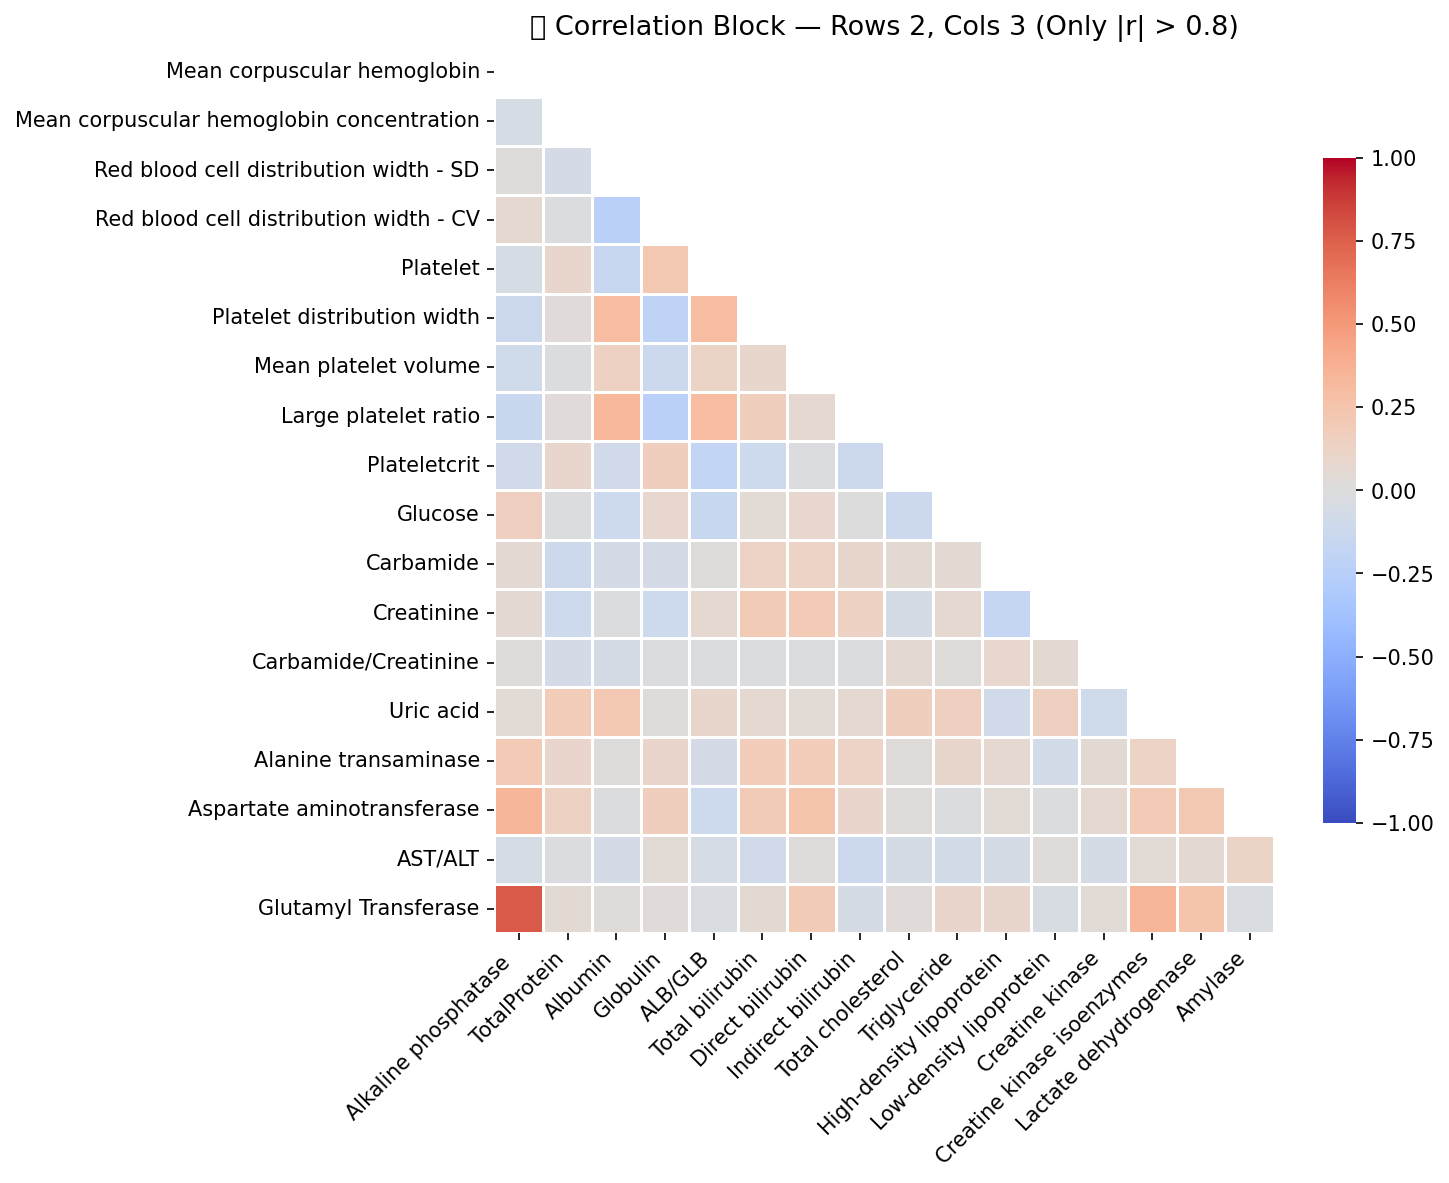 Correlation Block — Rows 2, Cols 3 (Only |r| > 0.8)
Mean corpuscular hemoglobin
Mean corpuscular hemoglobin concentration
Red blood cell distribution width - SD
Red blood cell distribution width - CV
Platelet
Platelet distribution width
Mean platelet volume
Large platelet ratio
Plateletcrit
Glucose
Carbamide
Creatinine
Carbamide/Creatinine
Uric acid
Alanine transaminase
Aspartate aminotransferase
AST/ALT
Glutamyl Transferase
Alkaline phosphatase
TotalProtein
Albumin
Globulin
ALB/GLB
Total bilirubin
Direct bilirubin
Indirect bilirubin
Total cholesterol
Triglyceride
High-density lipoprotein
Low-density lipoprotein
Creatine kinase
Creatine kinase isoenzymes
Lactate dehydrogenase
Amylase
1.00
0.75
0.50
0.25
0.00
−0.25
−0.50
−0.75
−1.00